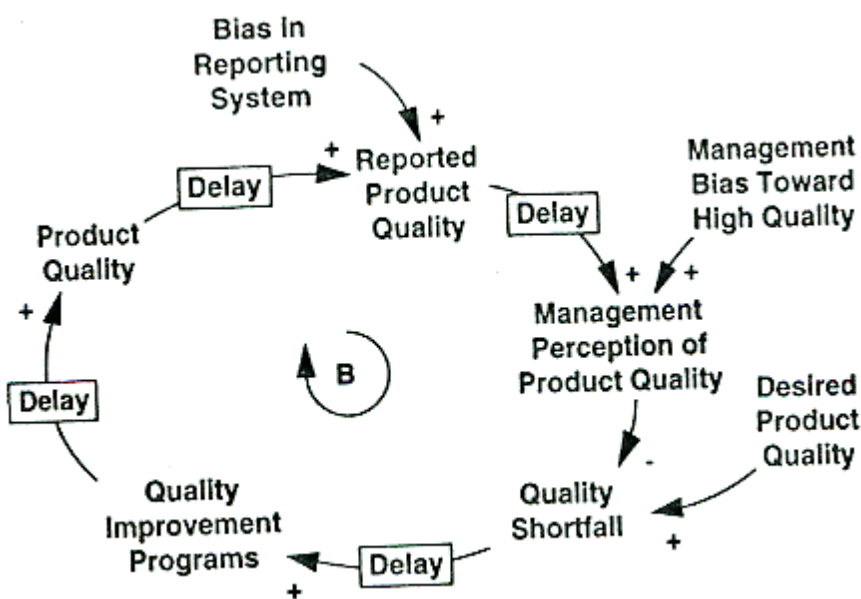 Bias In
Reporting
System
+
+
Reported
Product
Quality
Delay
Delay
Management
Bias Toward
High Quality
Product
Quality
+
+
+
Management
Perception of
Product Quality
B
Delay
Desired
Product
Quality
-
Quality
Shortfall
+
Quality
Improvement
Programs
Delay
+